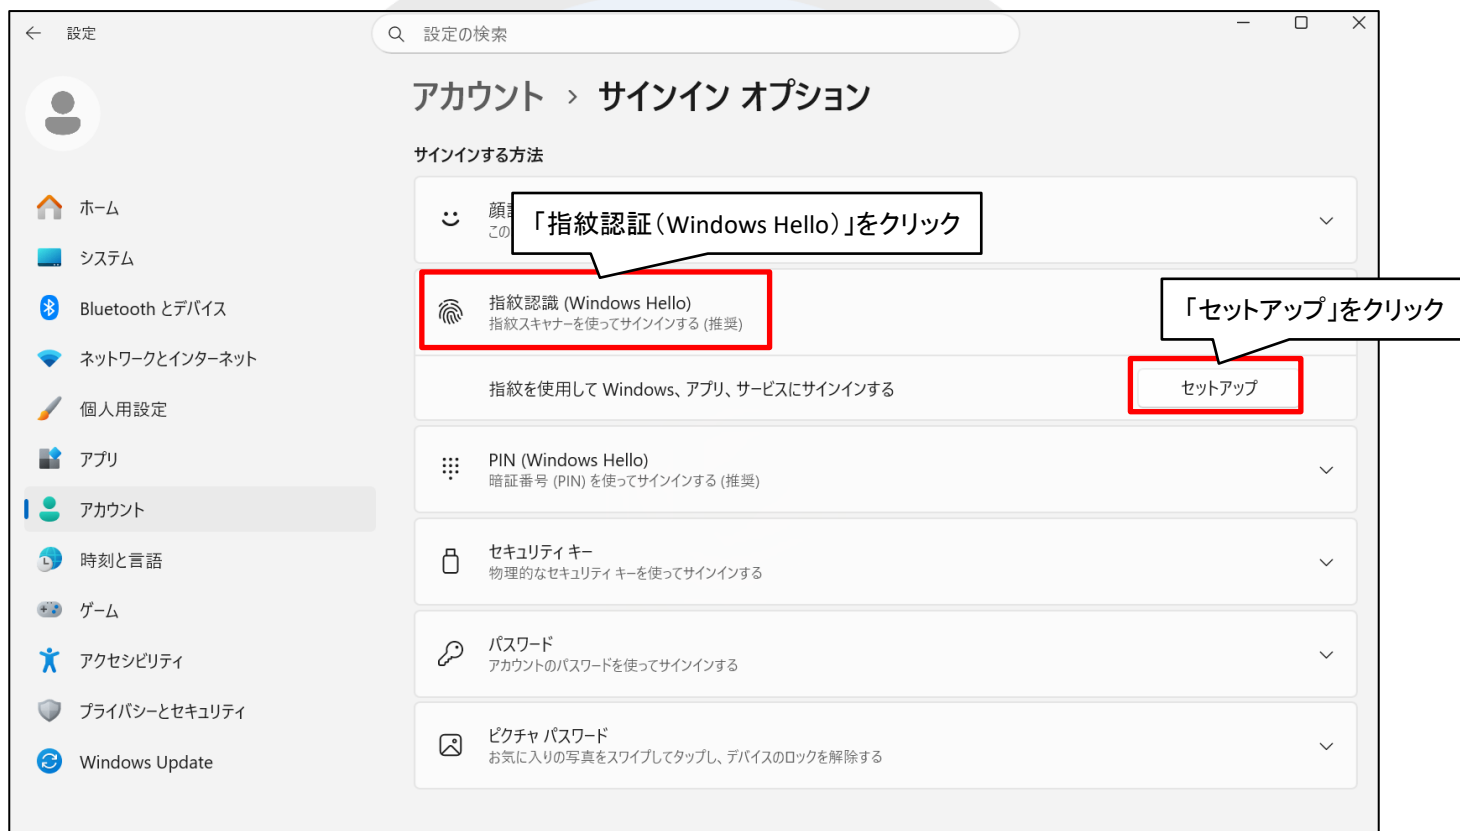 設定
設定の検索
アカウント › サインイン オプション
サインインする方法
ホーム
システム
Bluetooth とデバイス
ネットワークとインターネット
個人用設定
アプリ
アカウント
時刻と言語
ゲーム
アクセシビリティ
プライバシーとセキュリティ
Windows Update
顔
この
「指紋認証（Windows Hello）」をクリック
指紋認識 (Windows Hello)
指紋スキャナーを使ってサインインする (推奨)
「セットアップ」をクリック
指紋を使用して Windows、アプリ、サービスにサインインする
セットアップ
PIN (Windows Hello)
暗証番号 (PIN) を使ってサインインする (推奨)
セキュリティ キー
物理的なセキュリティ キーを使ってサインインする
パスワード
アカウントのパスワードを使ってサインインする
ピクチャ パスワード
お気に入りの写真をスワイプしてタップし、デバイスのロックを解除する